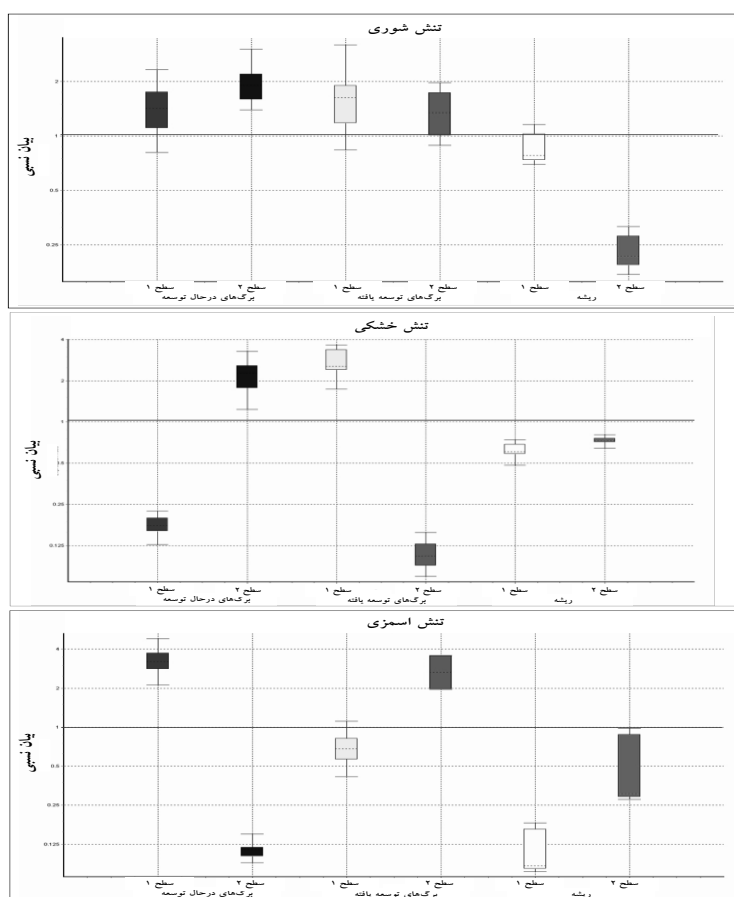 تنش شوری
بیان نسبی
2
1
0.5
0.25
سطح ۱ سطح ۲ سطح ۱ سطح ۲ سطح ۱ سطح ۲
برگ‌های درحال توسعه برگ‌های توسعه یافته ریشه
تنش خشکی
بیان نسبی
4
2
1
0.5
0.25
0.125
سطح ۱ سطح ۲ سطح ۱ سطح ۲ سطح ۱ سطح ۲
برگ‌های درحال توسعه برگ‌های توسعه یافته ریشه
تنش اسمزی
بیان نسبی
4
2
1
0.5
0.25
0.125
سطح ۱ سطح ۲ سطح ۱ سطح ۲ سطح ۱ سطح ۲
برگ‌های درحال توسعه برگ‌های توسعه یافته ریشه